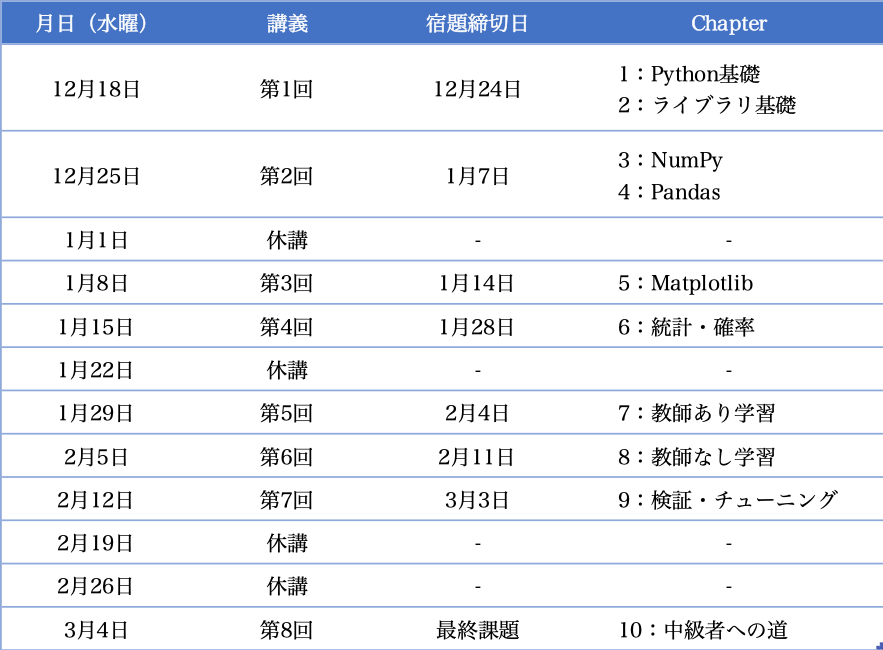 月日（水曜） 講義 宿題締切日 Chapter
12月18日 第1回 12月24日 1：Python基礎
2：ライブラリ基礎
12月25日 第2回 1月7日 3：NumPy
4：Pandas
1月1日 休講 - -
1月8日 第3回 1月14日 5：Matplotlib
1月15日 第4回 1月28日 6：統計・確率
1月22日 休講 - -
1月29日 第5回 2月4日 7：教師あり学習
2月5日 第6回 2月11日 8：教師なし学習
2月12日 第7回 3月3日 9：検証・チューニング
2月19日 休講 - -
2月26日 休講 - -
3月4日 第8回 最終課題 10：中級者への道